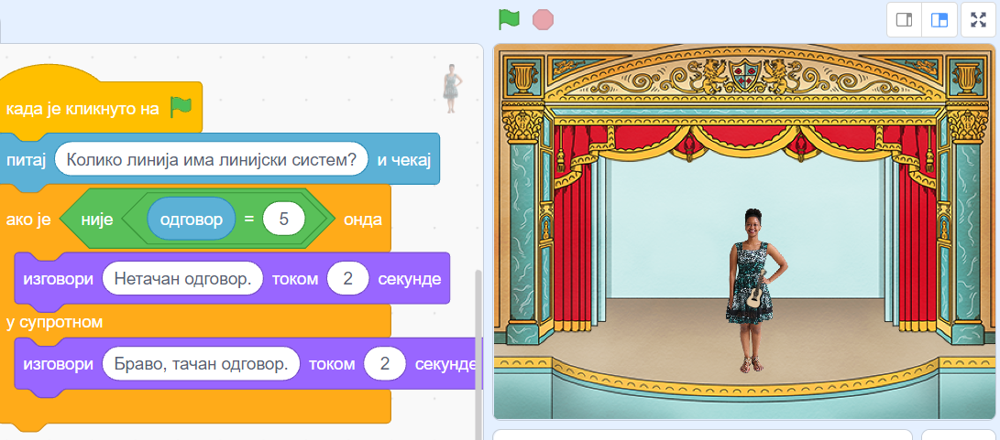 када је кликнуто на
питај Колико линија има линијски систем? и чекај
ако је није одговор = 5 онда
изговори Нетачан одговор. током 2 секунде
у супротном
изговори Браво, тачан одговор. током 2 секунде